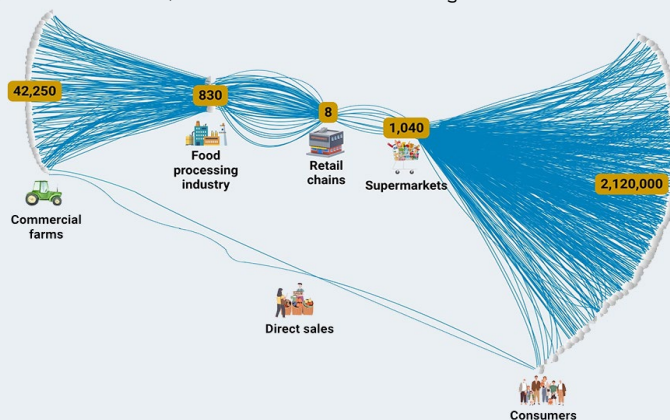 42,250
830
8
1,040
2,120,000
Food
processing
industry
Retail
chains
Supermarkets
Commercial
farms
Direct sales
Consumers